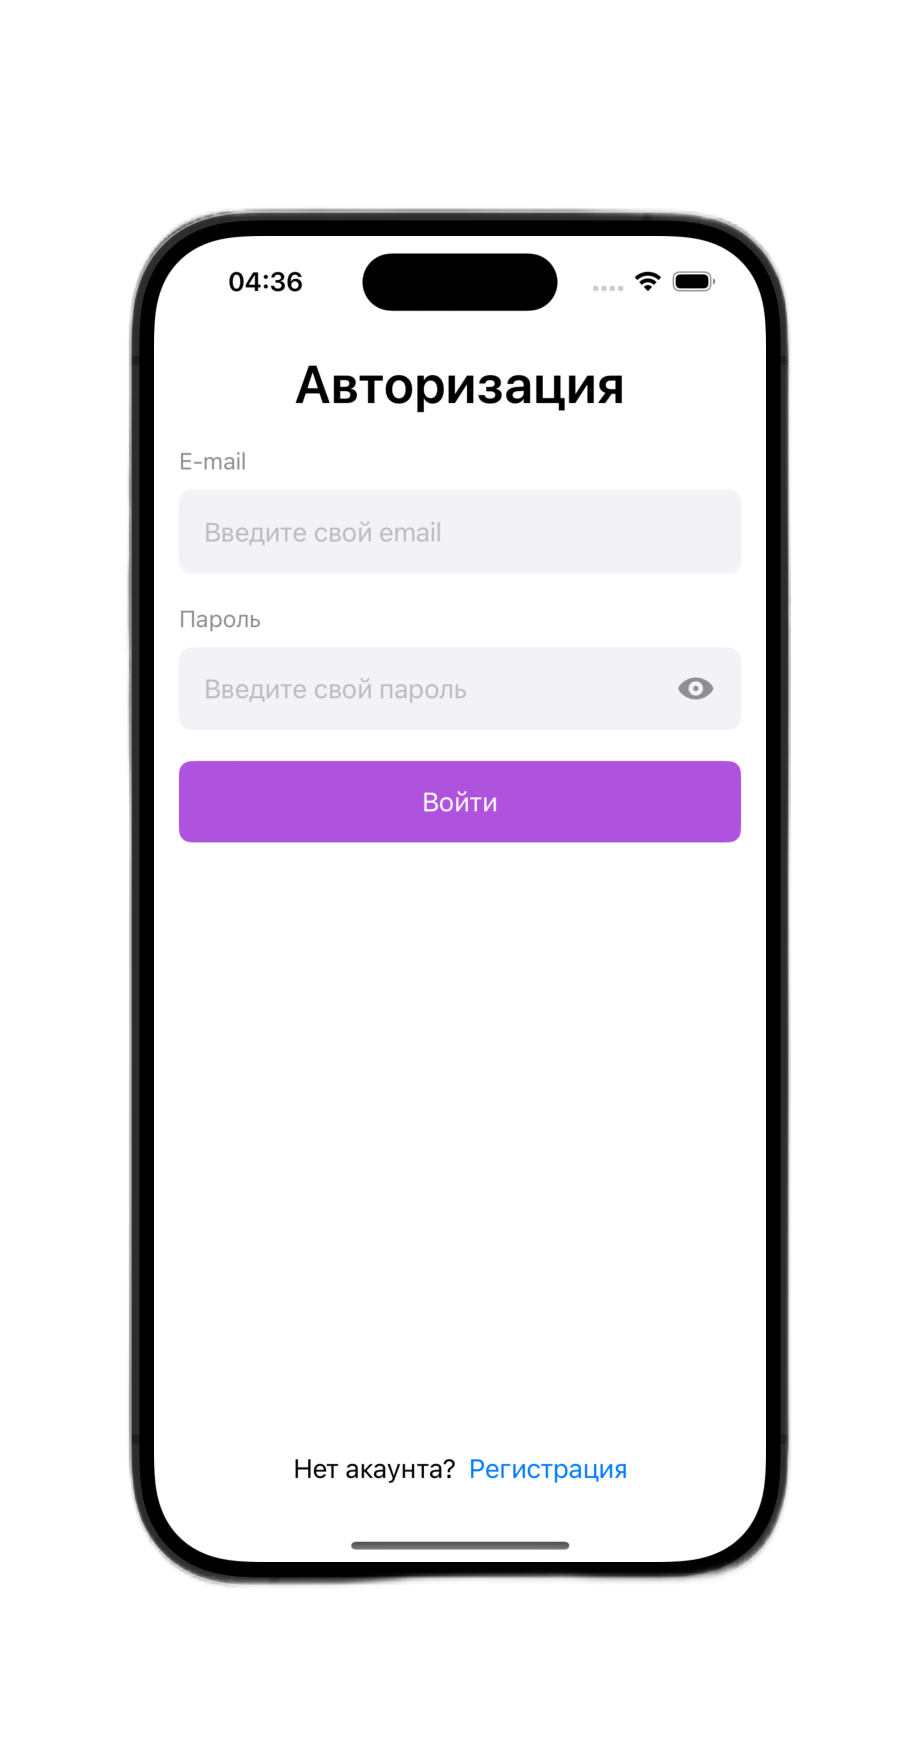 04:36
Авторизация
E-mail
Введите свой email
Пароль
Введите свой пароль
Войти
Нет акаунта? Регистрация